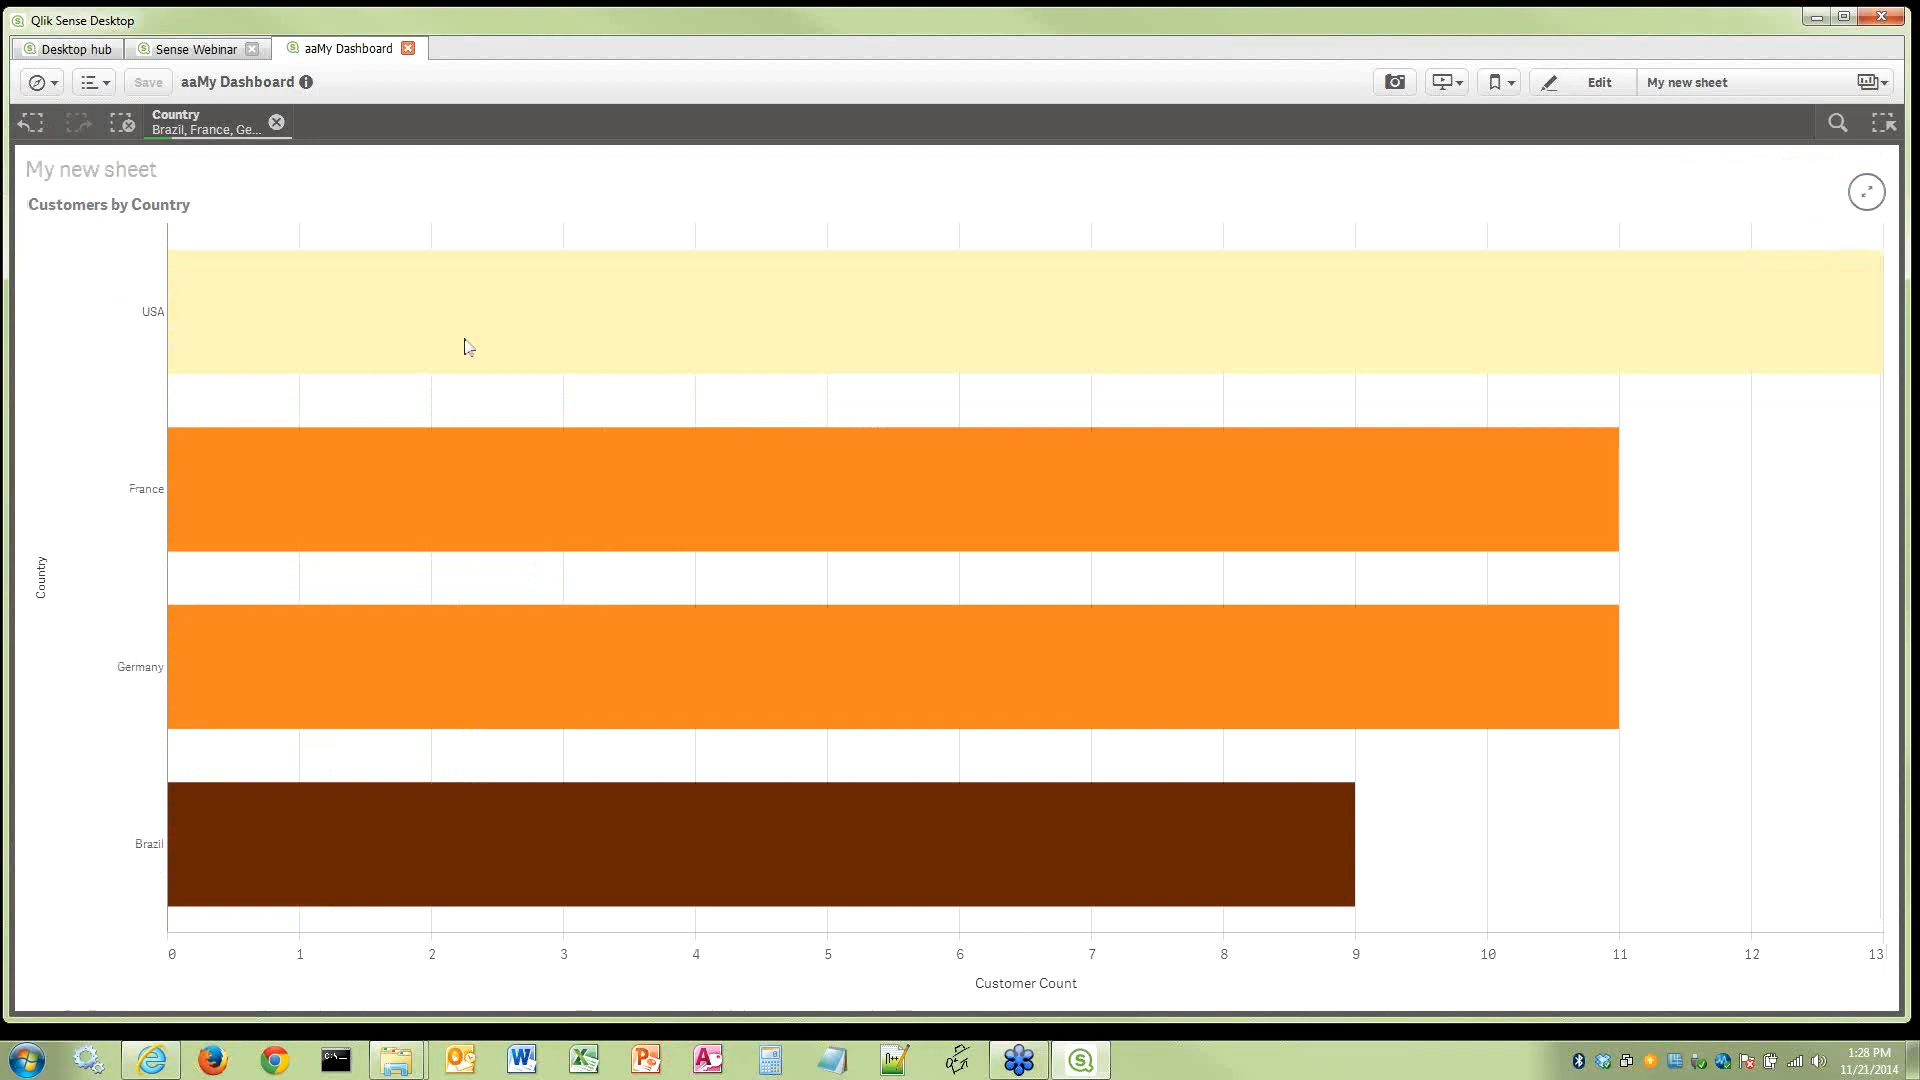 Qlik Sense Desktop
Desktop hub
Sense Webinar
aaMy Dashboard
Save
aaMy Dashboard
Edit
My new sheet
Country
Brazil, France, Ge...
My new sheet
Customers by Country
USA
France
Germany
Brazil
Country
0 1 2 3 4 5 6 7 8 9 10 11 12 13
Customer Count
1:28 PM
11/21/2014